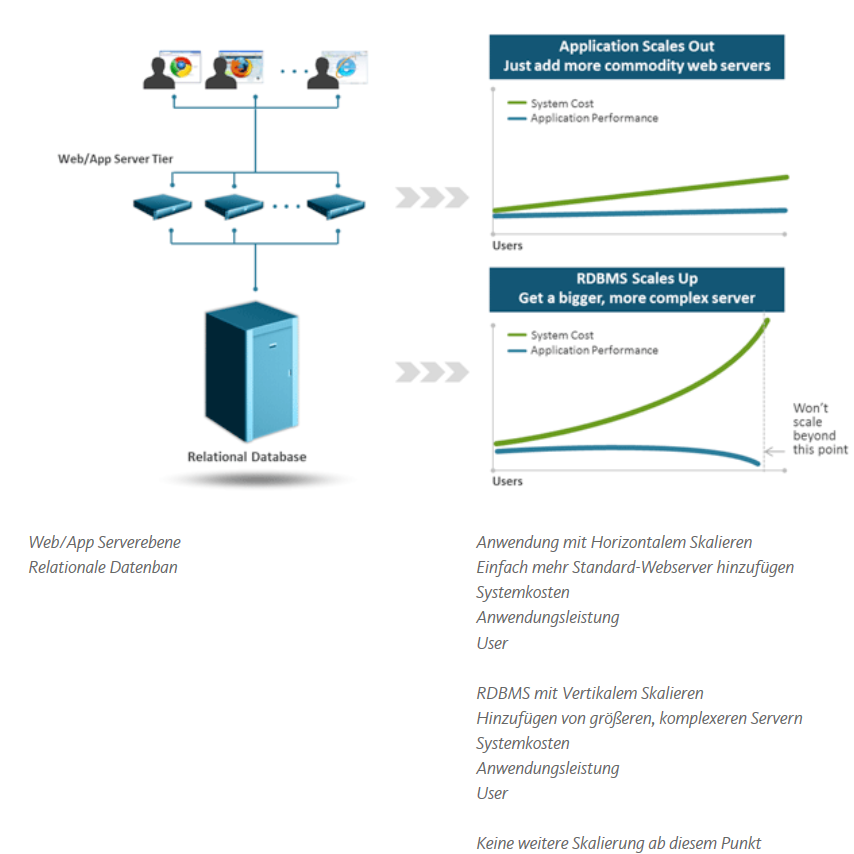 Application Scales Out
Just add more commodity web servers
System Cost
Application Performance
Web/App Server Tier
Users
RDBMS Scales Up
Get a bigger, more complex server
System Cost
Application Performance
Won't
scale
beyond
this point
Relational Database
Users
Web/App Serverebene
Relationale Datenban
Anwendung mit Horizontalem Skalieren
Einfach mehr Standard-Webserver hinzufügen
Systemkosten
Anwendungsleistung
User
RDBMS mit Vertikalem Skalieren
Hinzufügen von größeren, komplexeren Servern
Systemkosten
Anwendungsleistung
User
Keine weitere Skalierung ab diesem Punkt